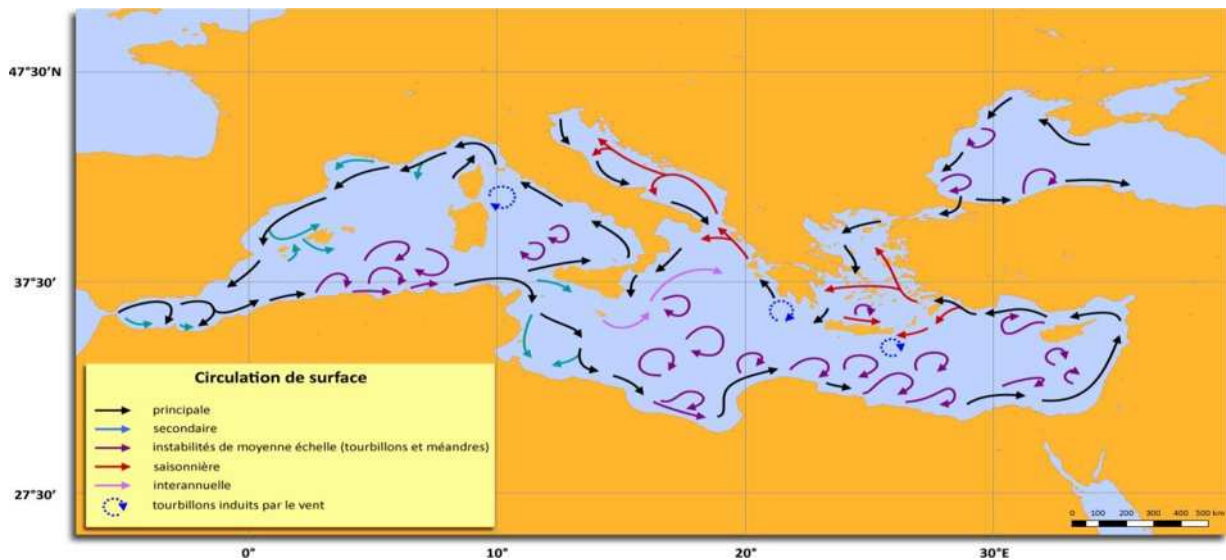 47°30'N
37°30'
27°30'
Circulation de surface
principale
secondaire
instabilités de moyenne échelle (tourbillons et méandres)
saisonnière
interannuelle
tourbillons induits par le vent
0 100 200 300 400 500 km
0° 10° 20° 30°E